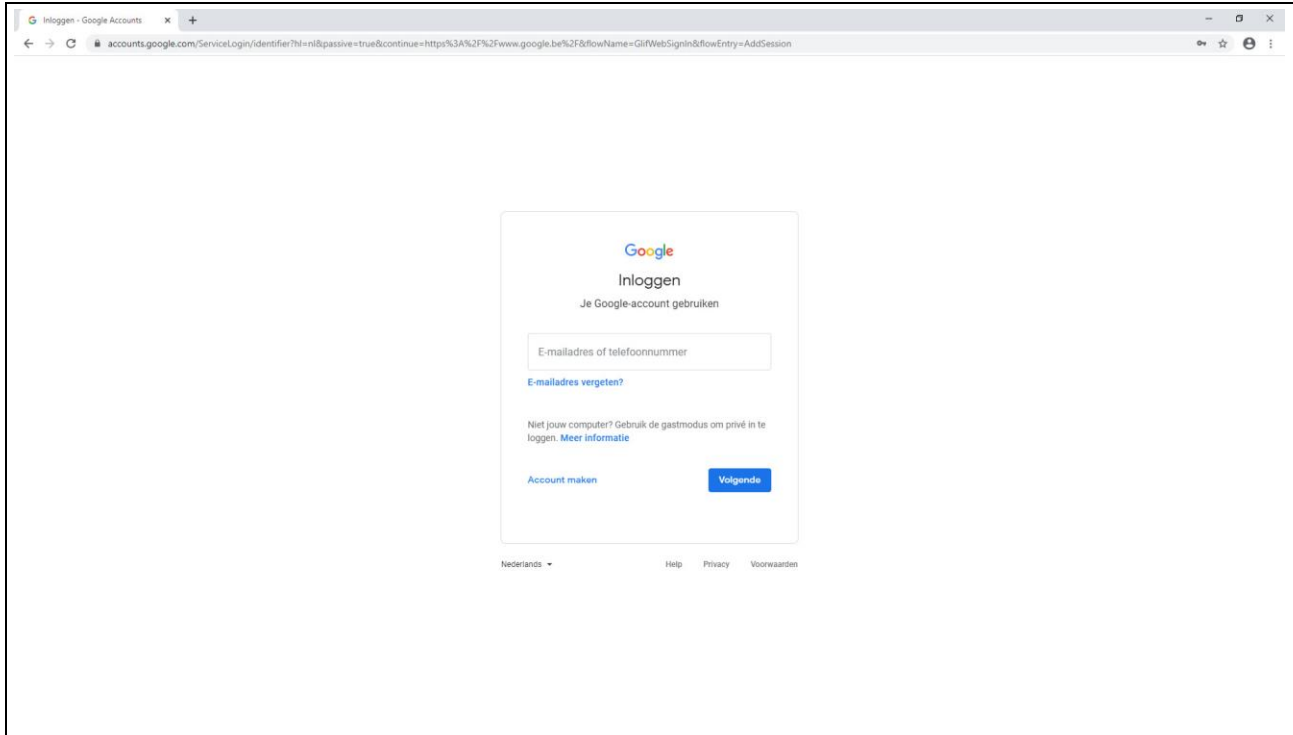 Inloggen - Google Accounts
accounts.google.com/ServiceLogin/identifier?hl=nl&passive=true&continue=https%3A%2F%2Fwww.google.be%2F&flowName=GlifWebSignIn&flowEntry=AddSession
Google
Inloggen
Je Google-account gebruiken
E-mailadres of telefoonnummer
E-mailadres vergeten?
Niet jouw computer? Gebruik de gastmodus om privé in te
loggen. Meer informatie
Account maken Volgende
Nederlands Help Privacy Voorwaarden